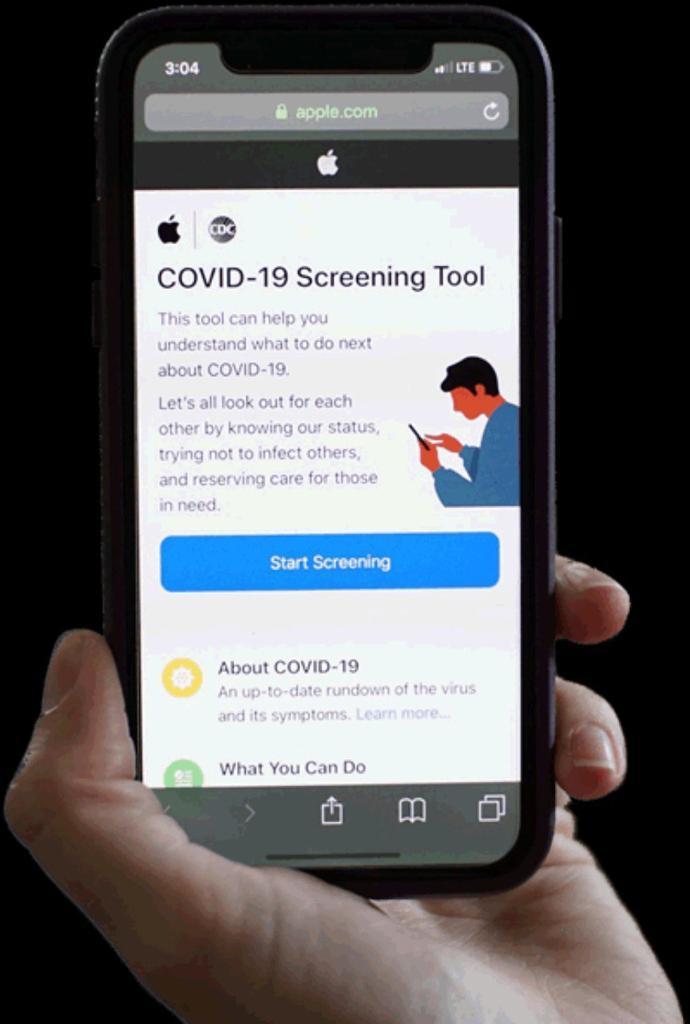 3:04 LTE
apple.com
CDC
COVID-19 Screening Tool
This tool can help you
understand what to do next
about COVID-19.
Let's all look out for each
other by knowing our status,
trying not to infect others,
and reserving care for those
in need.
Start Screening
About COVID-19
An up-to-date rundown of the virus
and its symptoms. Learn more...
What You Can Do